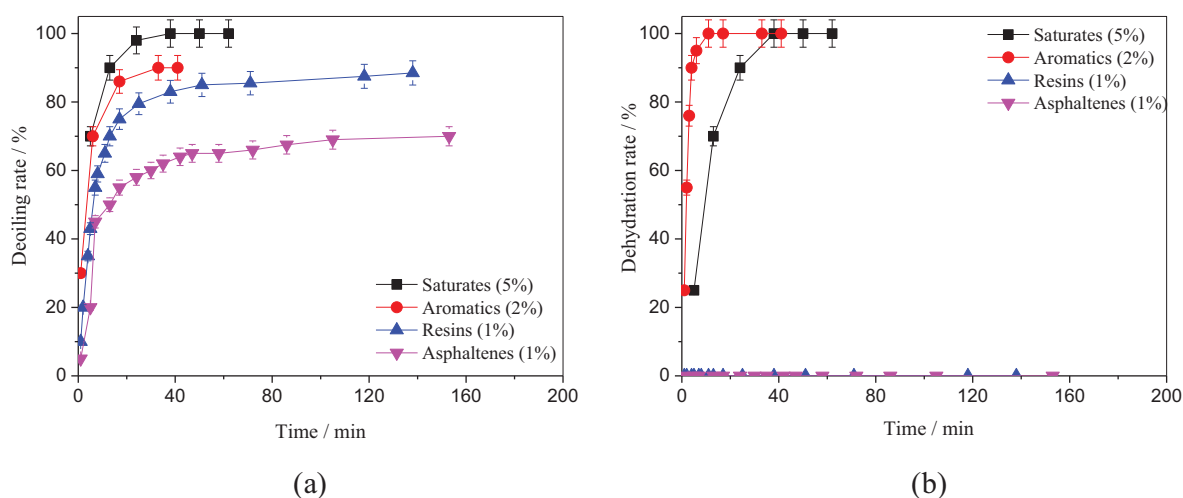 100
80
60
40
20
0
Deoiling rate / %
Saturates (5%)
Aromatics (2%)
Resins (1%)
Asphaltenes (1%)
0 40 80 120 160 200
Time / min
(a)
100
80
60
40
20
0
Dehydration rate / %
Saturates (5%)
Aromatics (2%)
Resins (1%)
Asphaltenes (1%)
0 40 80 120 160 200
Time / min
(b)